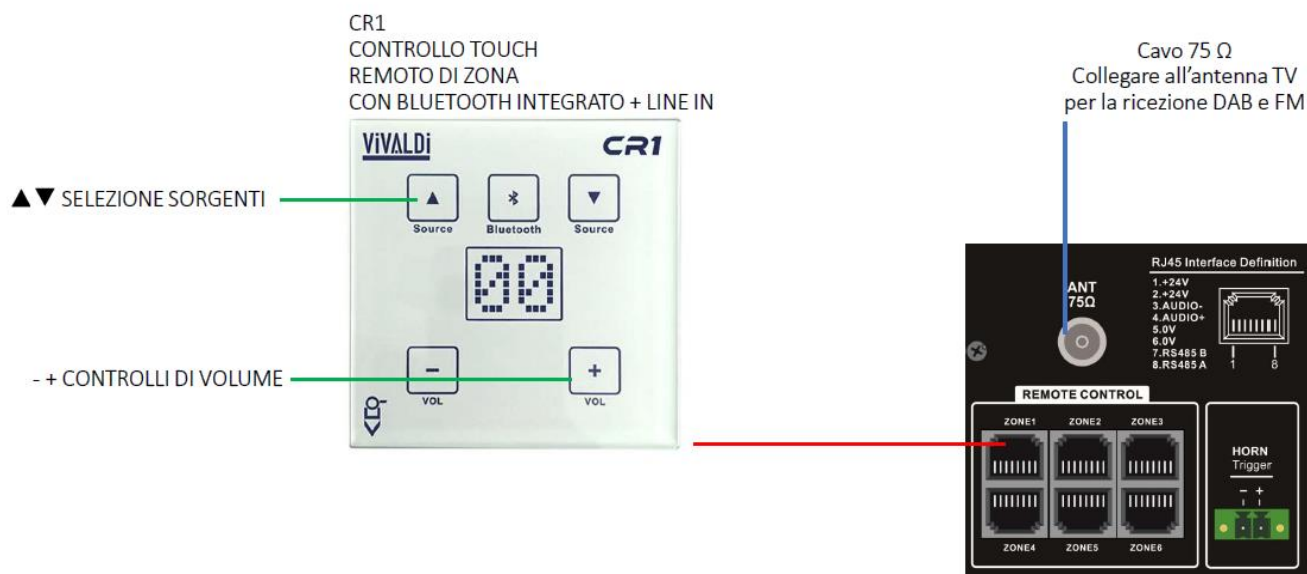 CR1
CONTROLLO TOUCH
REMOTO DI ZONA
CON BLUETOOTH INTEGRATO + LINE IN
ViVALDi
CR1
▲ ▼ SELEZIONE SORGENTI
Source
Bluetooth
Source
00
- + CONTROLLI DI VOLUME
−
+
VOL
VOL
Cavo 75 Ω
Collegare all'antenna TV
per la ricezione DAB e FM
ANT
75Ω
RJ45 Interface Definition
1.+24V
2.+24V
3.AUDIO-
4.AUDIO+
5.0V
6.0V
7.RS485 B
8.RS485 A
1 8
REMOTE CONTROL
ZONE1 ZONE2 ZONE3
ZONE4 ZONE5 ZONE6
HORN
Trigger
- +